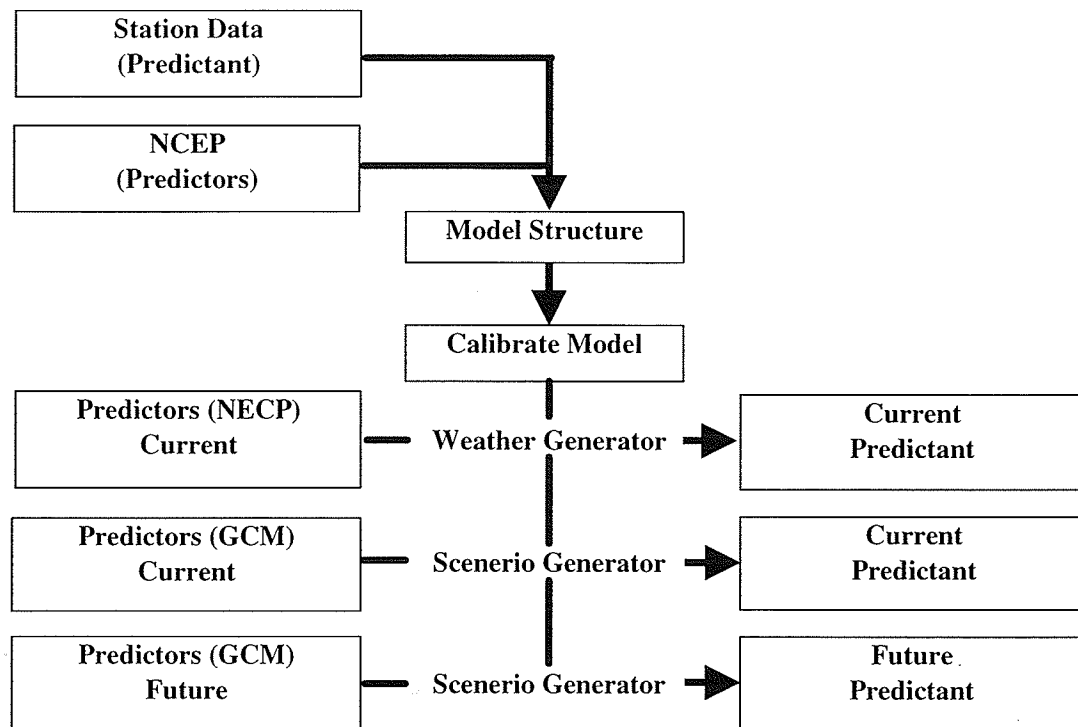 Station Data
(Predictant)
NCEP
(Predictors)
Model Structure
Calibrate Model
Predictors (NECP)
Current
Weather Generator
Current
Predictant
Predictors (GCM)
Current
Scenerio Generator
Current
Predictant
Predictors (GCM)
Future
Scenerio Generator
Future
Predictant